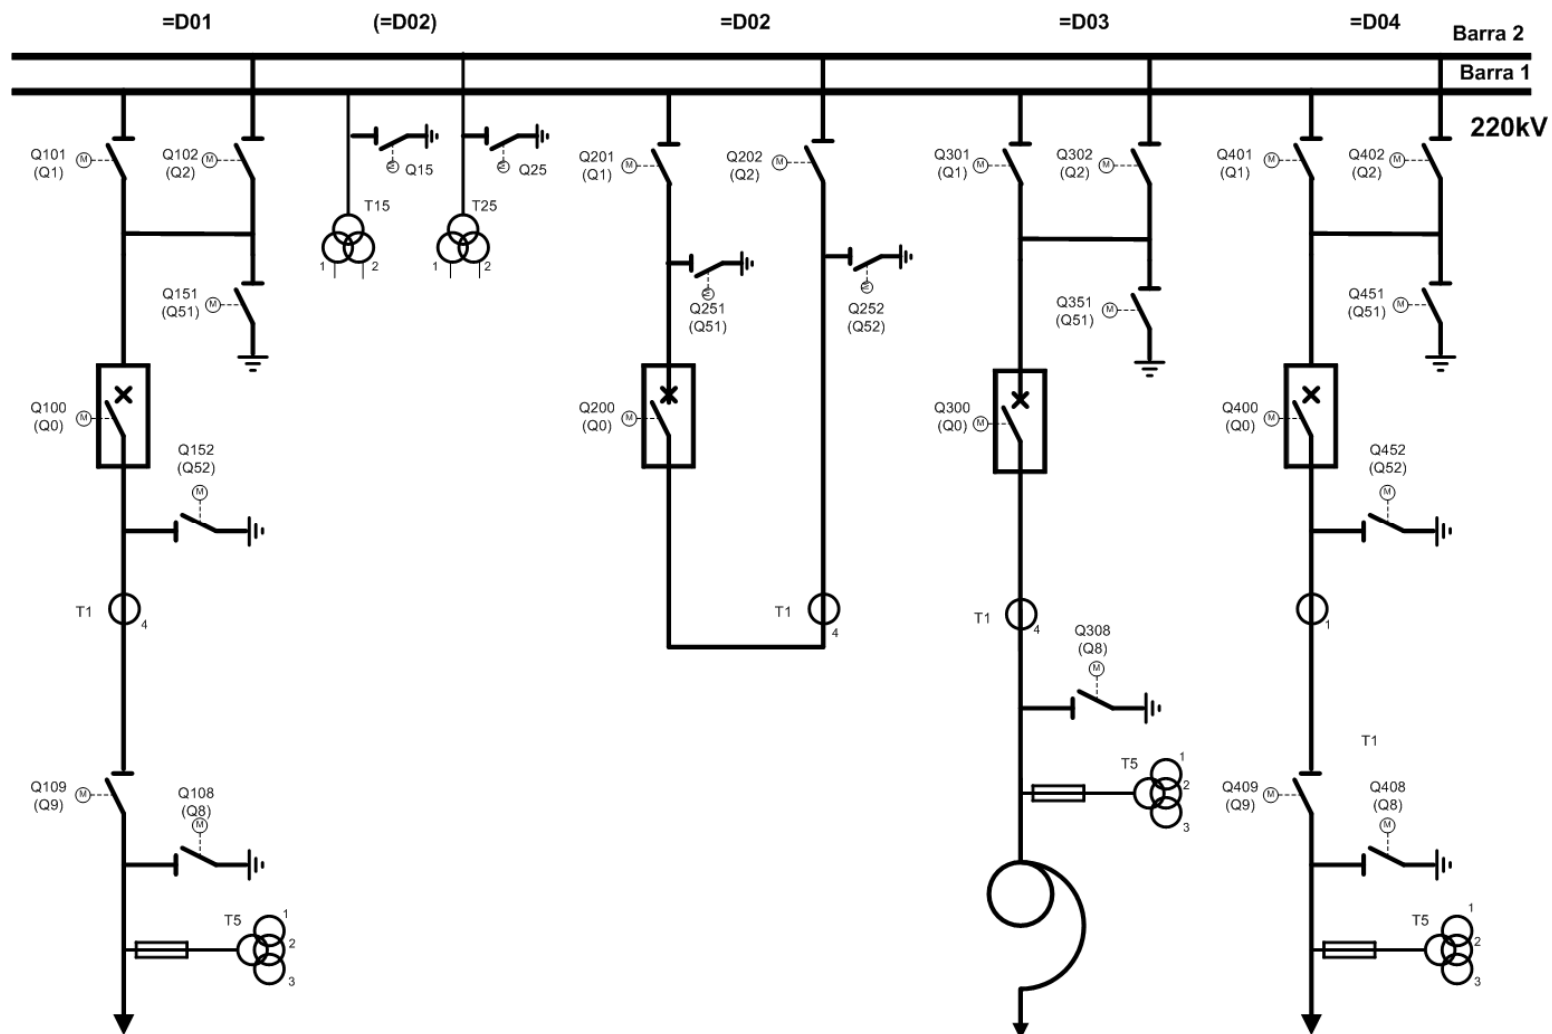 =D01
(=D02)
=D02
=D03
=D04
Barra 2
Barra 1
220kV
Q101
(Q1)
M
Q102
(Q2)
M
M
Q15
M
Q25
Q201
(Q1)
M
Q202
(Q2)
M
Q301
(Q1)
M
Q302
(Q2)
M
Q401
(Q1)
M
Q402
(Q2)
M
T15
1
2
T25
1
2
Q151
(Q51)
M
M
Q251
(Q51)
M
Q252
(Q52)
Q351
(Q51)
M
Q451
(Q51)
M
Q100
(Q0)
M
Q200
(Q0)
M
Q300
(Q0)
M
Q400
(Q0)
M
Q152
(Q52)
M
Q452
(Q52)
M
T1
4
T1
4
T1
4
1
Q308
(Q8)
M
T1
Q109
(Q9)
M
Q108
(Q8)
M
T5
1
2
3
Q409
(Q9)
M
Q408
(Q8)
M
T5
1
2
3
T5
1
2
3